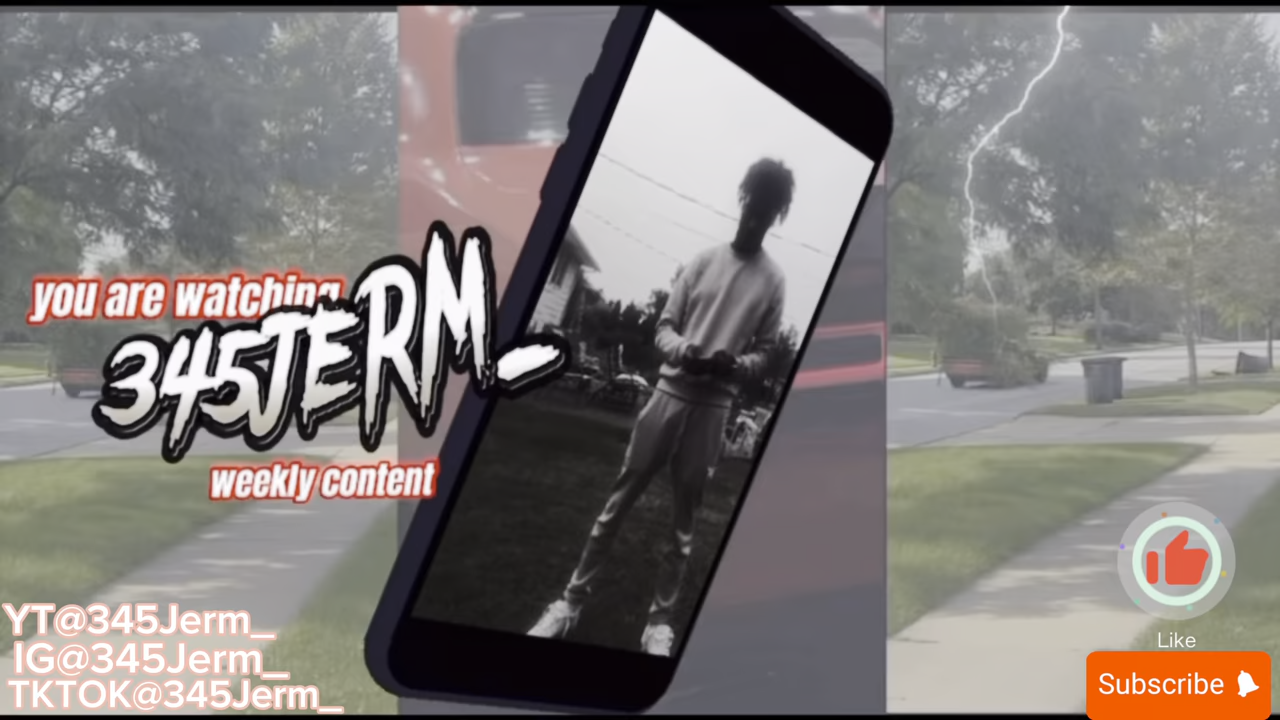 you are watching
345JERM_
weekly content
YT@345Jerm_
IG@345Jerm_
TKTOK@345Jerm_
Like
Subscribe